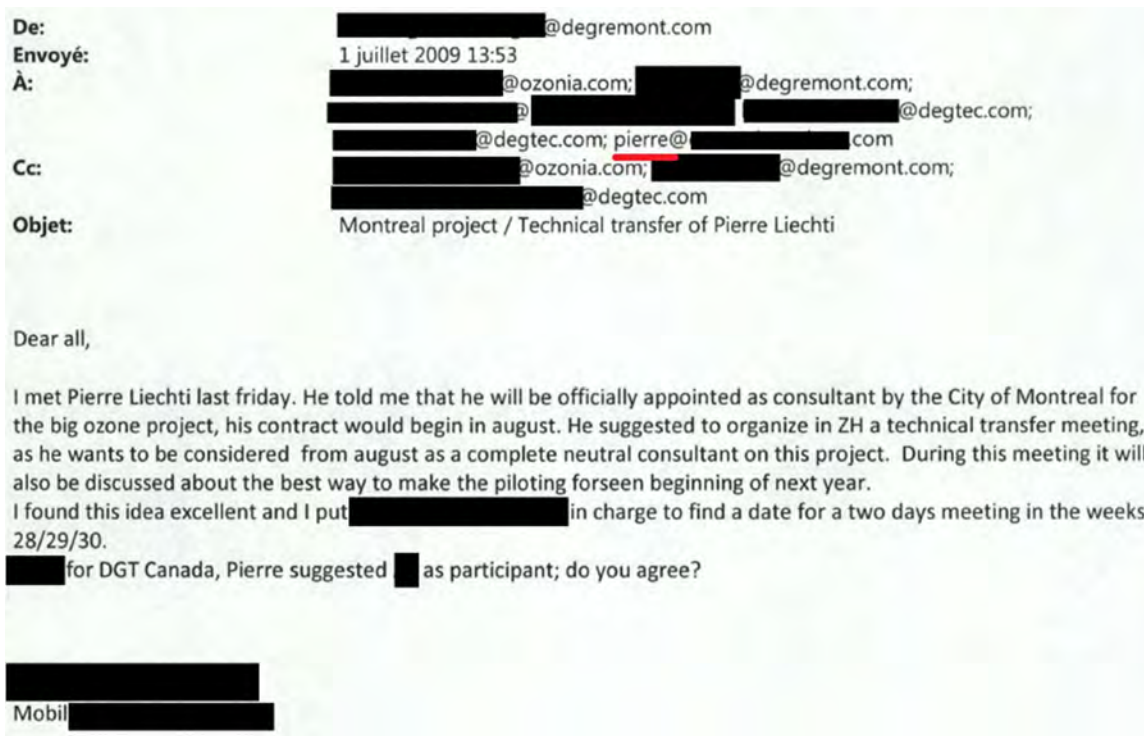 De: @degremont.com
Envoyé: 1 juillet 2009 13:53
À: @ozonia.com; @degremont.com;
@ @degtec.com;
@degtec.com; pierre@ .com
Cc: @ozonia.com; @degremont.com;
@degtec.com
Objet: Montreal project / Technical transfer of Pierre Liechti
Dear all,
I met Pierre Liechti last friday. He told me that he will be officially appointed as consultant by the City of Montreal for
the big ozone project, his contract would begin in august. He suggested to organize in ZH a technical transfer meeting,
as he wants to be considered from august as a complete neutral consultant on this project. During this meeting it will
also be discussed about the best way to make the piloting forseen beginning of next year.
I found this idea excellent and I put in charge to find a date for a two days meeting in the weeks
28/29/30.
for DGT Canada, Pierre suggested as participant; do you agree?
Mobil